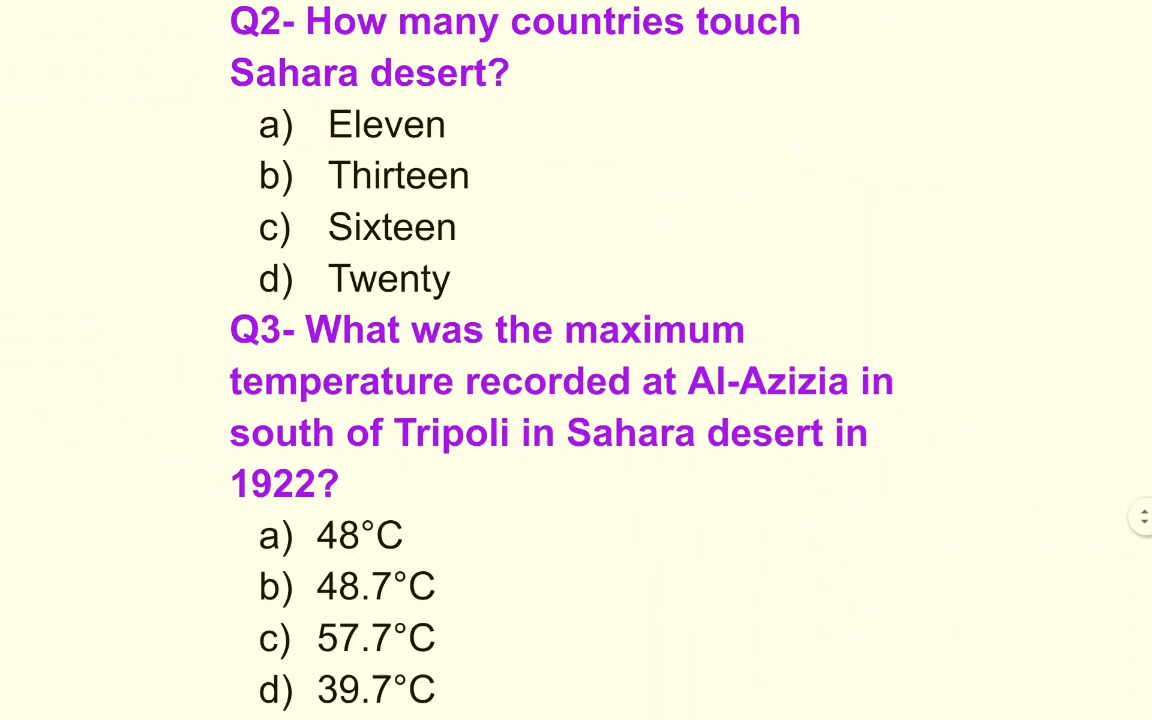 Q2- How many countries touch
Sahara desert?
a) Eleven
b) Thirteen
c) Sixteen
d) Twenty
Q3- What was the maximum
temperature recorded at Al-Azizia in
south of Tripoli in Sahara desert in
1922?
a) 48°C
b) 48.7°C
c) 57.7°C
d) 39.7°C